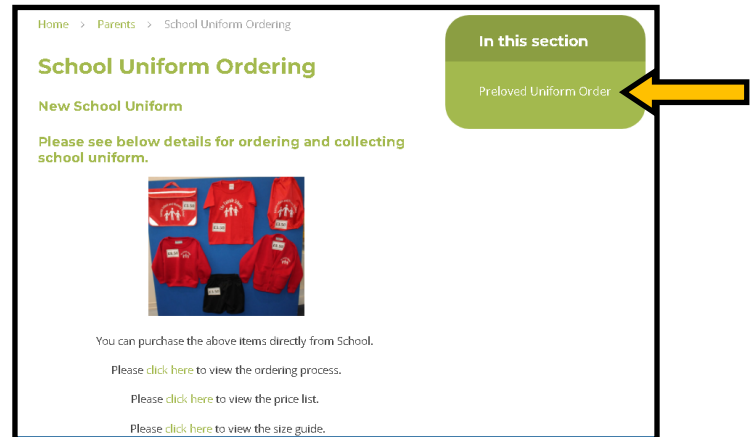 Home > Parents > School Uniform Ordering
School Uniform Ordering
New School Uniform
Please see below details for ordering and collecting
school uniform.
You can purchase the above items directly from School.
Please click here to view the ordering process.
Please click here to view the price list.
Please click here to view the size guide.
In this section
Preloved Uniform Order